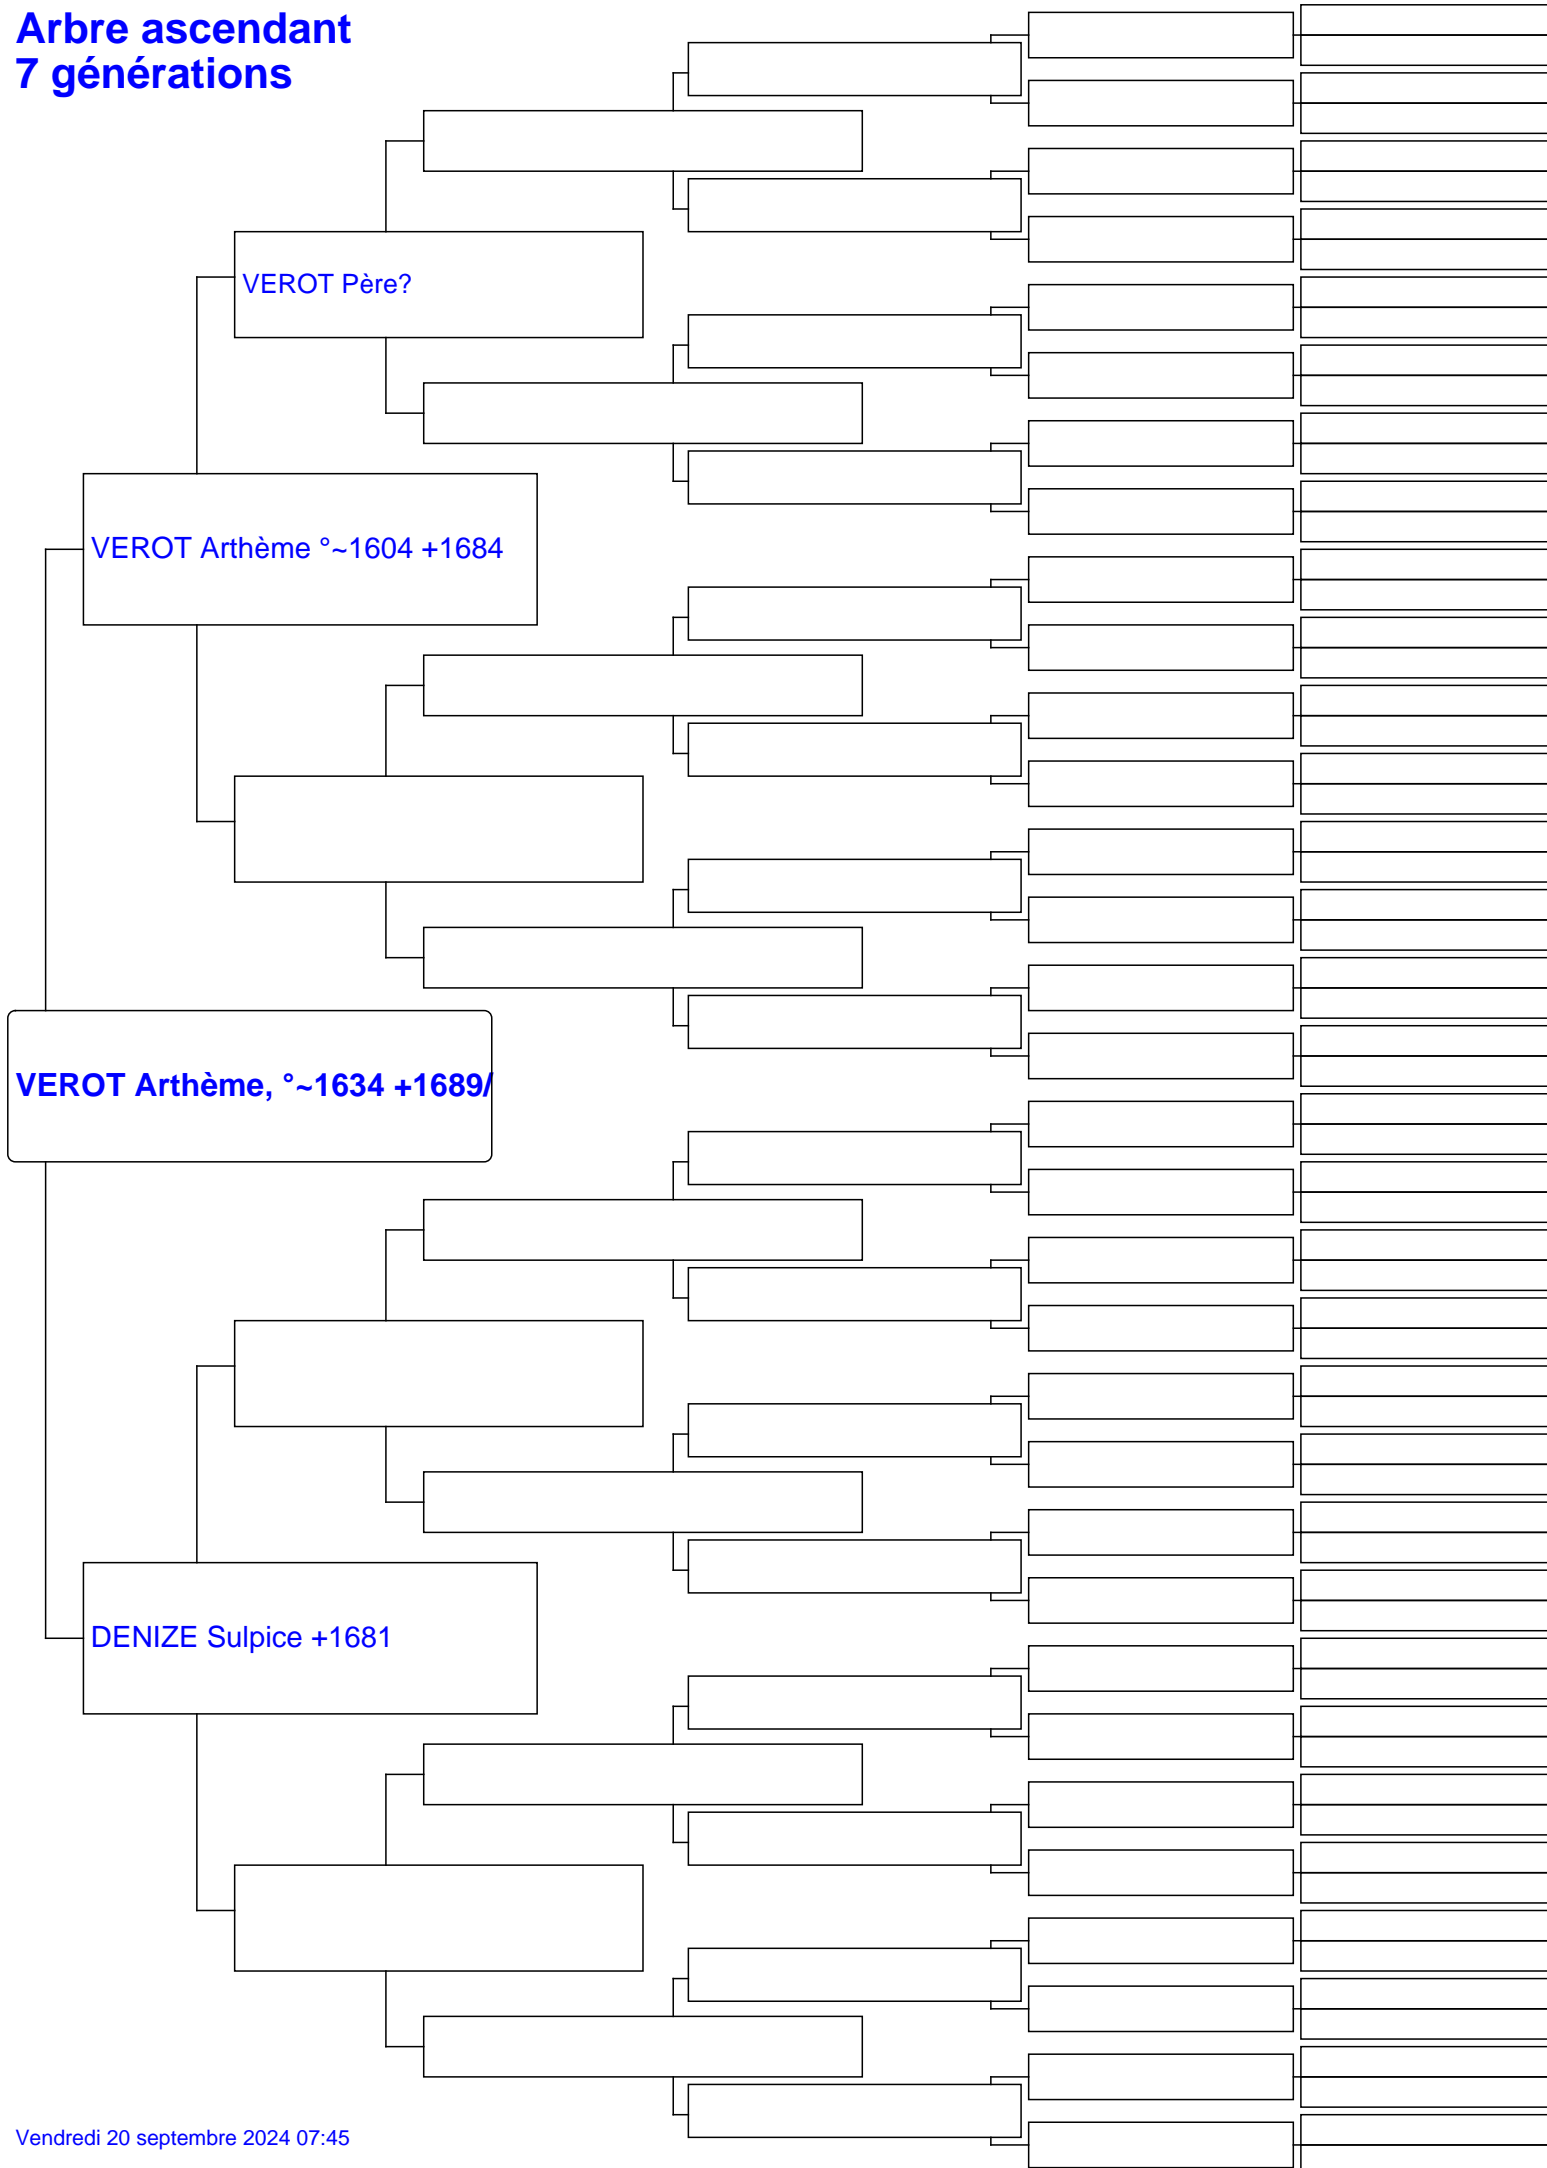 Arbre ascendant
7 générations
VEROT Père?
VEROT Arthème °~1604 +1684
VEROT Arthème, °~1634 +1689/
DENIZE Sulpice +1681
Vendredi 20 septembre 2024 07:45